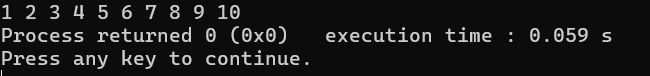 1 2 3 4 5 6 7 8 9 10
Process returned 0 (0x0)   execution time : 0.059 s
Press any key to continue.